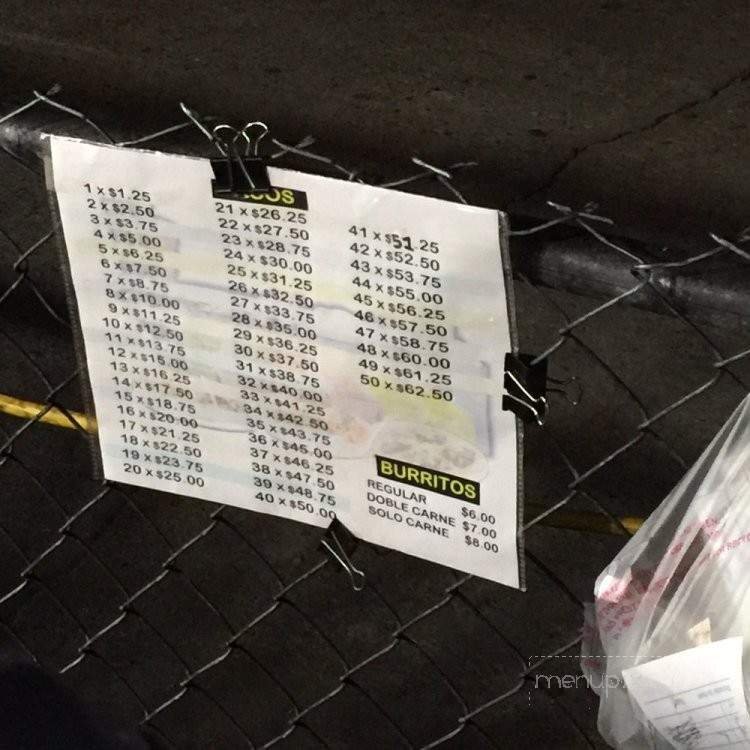 TACOS
1 x $1.25
2 x $2.50
3 x $3.75
4 x $5.00
5 x $6.25
6 x $7.50
7 x $8.75
8 x $10.00
9 x $11.25
10 x $12.50
11 x $13.75
12 x $15.00
13 x $16.25
14 x $17.50
15 x $18.75
16 x $20.00
17 x $21.25
18 x $22.50
19 x $23.75
20 x $25.00
21 x $26.25
22 x $27.50
23 x $28.75
24 x $30.00
25 x $31.25
26 x $32.50
27 x $33.75
28 x $35.00
29 x $36.25
30 x $37.50
31 x $38.75
32 x $40.00
33 x $41.25
34 x $42.50
35 x $43.75
36 x $45.00
37 x $46.25
38 x $47.50
39 x $48.75
40 x $50.00
41 x $51.25
42 x $52.50
43 x $53.75
44 x $55.00
45 x $56.25
46 x $57.50
47 x $58.75
48 x $60.00
49 x $61.25
50 x $62.50
BURRITOS
REGULAR $6.00
DOBLE CARNE $7.00
SOLO CARNE $8.00